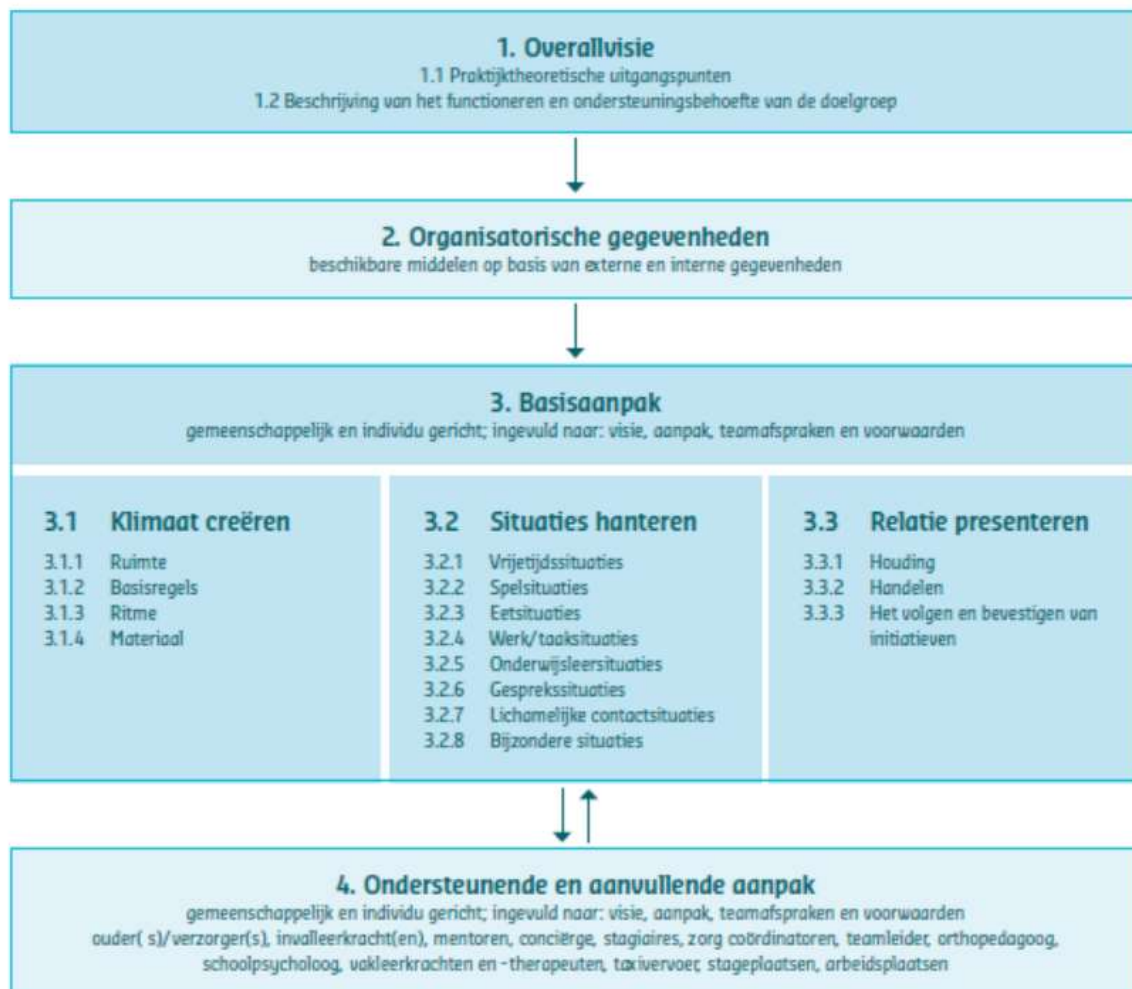 1. Overallvisie
1.1 Praktijktheoretische uitgangspunten
1.2 Beschrijving van het functioneren en ondersteuningsbehoefte van de doelgroep
2. Organisatorische gegevenheden
beschikbare middelen op basis van externe en interne gegevenheden
3. Basisaanpak
gemeenschappelijk en individu gericht; ingevuld naar: visie, aanpak, teamafspraken en voorwaarden
3.1 Klimaat creëren
3.1.1 Ruimte
3.1.2 Basisregels
3.1.3 Ritme
3.1.4 Materiaal
3.2 Situaties hanteren
3.2.1 Vrijetijdssituaties
3.2.2 Spelsituaties
3.2.3 Eetsituaties
3.2.4 Werk/taaksituaties
3.2.5 Onderwijsleersituaties
3.2.6 Gesprekssituaties
3.2.7 Lichamelijke contactsituaties
3.2.8 Bijzondere situaties
3.3 Relatie presenteren
3.3.1 Houding
3.3.2 Handelen
3.3.3 Het volgen en bevestigen van
initiatieven
4. Ondersteunende en aanvullende aanpak
gemeenschappelijk en individu gericht; ingevuld naar: visie, aanpak, teamafspraken en voorwaarden
ouder( s)/verzorger(s), invalleerkracht(en), mentoren, conciërge, stagiaires, zorg coördinatoren, teamleider, orthopedagoog,
schoolpsycholoog, vakleerkrachten en -therapeuten, taxivervoer, stageplaatsen, arbeidsplaatsen